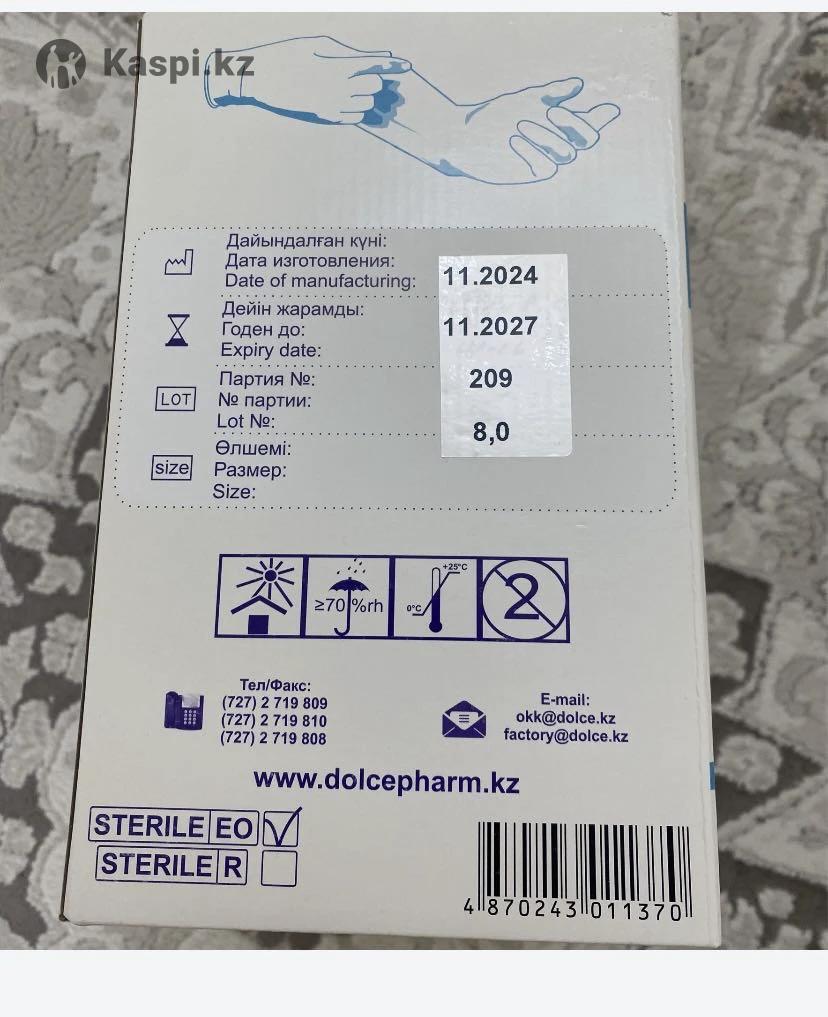 Kaspi.kz
Дайындалған күні:
Дата изготовления:
Date of manufacturing:
11.2024
Дейін жарамды:
Годен до:
Expiry date:
11.2027
LOT
Партия №:
№ партии:
Lot №:
209
size
Өлшемі:
Размер:
Size:
8,0
≥70 %rh
0°C
+25°C
2
Тел/Факс:
(727) 2 719 809
(727) 2 719 810
(727) 2 719 808
E-mail:
okk@dolce.kz
factory@dolce.kz
www.dolcepharm.kz
STERILE EO
STERILE R
4 870243 011370